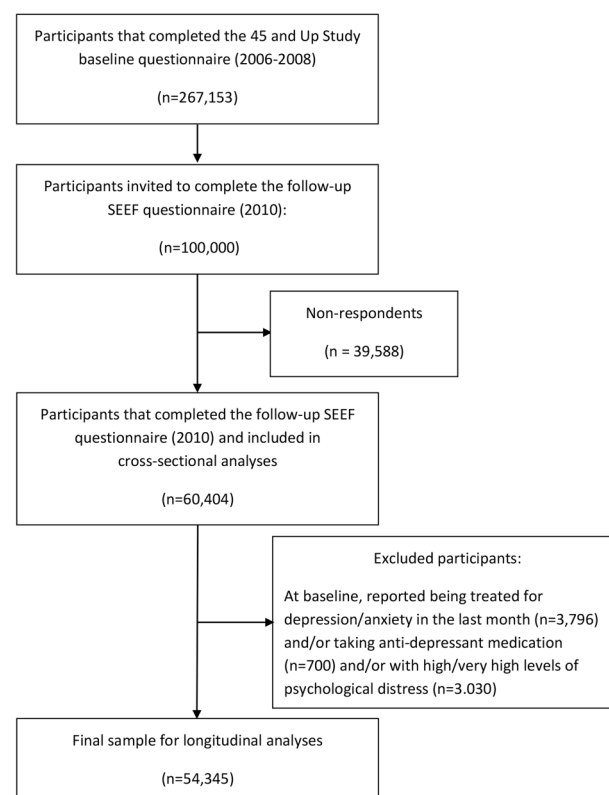 Participants that completed the 45 and Up Study
baseline questionnaire (2006-2008)
(n=267,153)
Participants invited to complete the follow-up
SEEF questionnaire (2010):
(n=100,000)
Non-respondents
(n = 39,588)
Participants that completed the follow-up SEEF
questionnaire (2010) and included in
cross-sectional analyses
(n=60,404)
Excluded participants:
At baseline, reported being treated for
depression/anxiety in the last month (n=3,796)
and/or taking anti-depressant medication
(n=700) and/or with high/very high levels of
psychological distress (n=3.030)
Final sample for longitudinal analyses
(n=54,345)